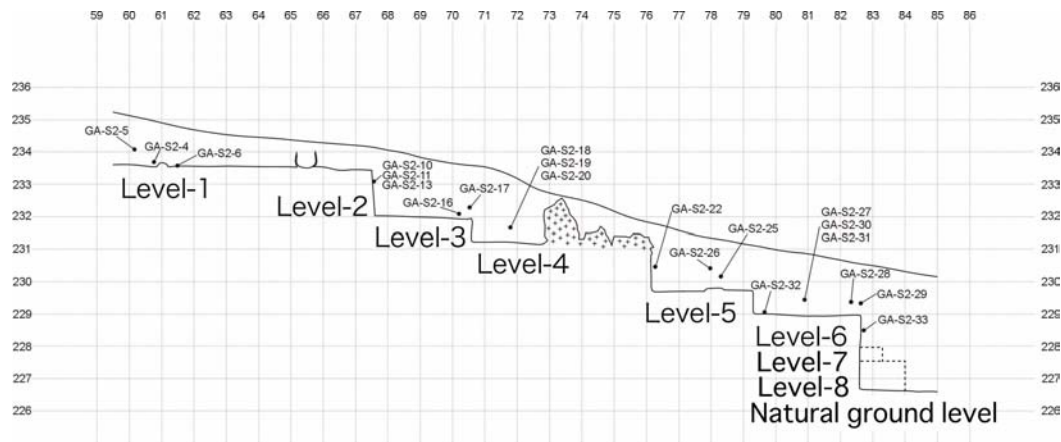 59 60 61 62 63 64 65 66 67 68 69 70 71 72 73 74 75 76 77 78 79 80 81 82 83 84 85 86
236 236
235 235
GA-S2-5
GA-S2-4
234 234
GA-S2-6
GA-S2-10
GA-S2-11
GA-S2-13
GA-S2-18
GA-S2-19
GA-S2-20
233 233
Level-1
Level-2
GA-S2-16
GA-S2-17
232 232
Level-3
GA-S2-22
GA-S2-27
GA-S2-30
GA-S2-31
GA-S2-25
231 231
Level-4
GA-S2-26
GA-S2-28
230 230
GA-S2-32
GA-S2-29
229 229
Level-5
GA-S2-33
Level-6
228 228
Level-7
227 227
Level-8
226 226
Natural ground level